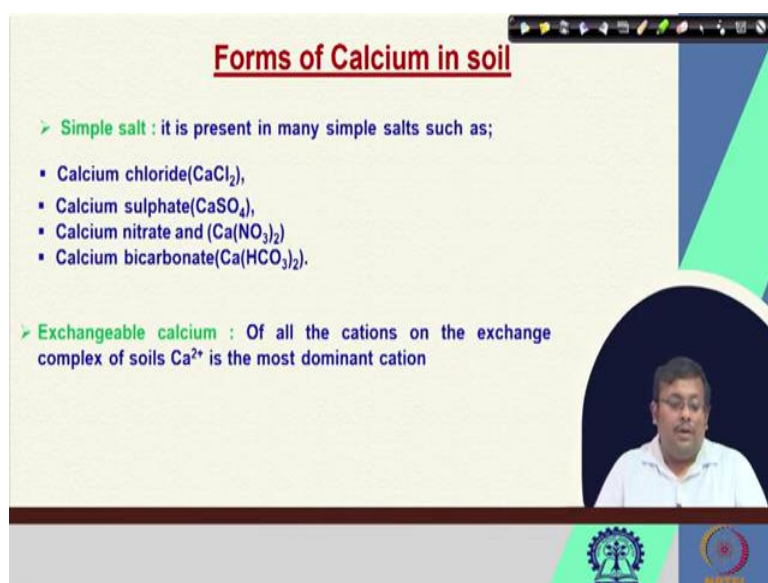 Forms of Calcium in soil
➢ Simple salt : it is present in many simple salts such as;
▪ Calcium chloride(CaCl₂),
▪ Calcium sulphate(CaSO₄),
▪ Calcium nitrate and (Ca(NO₃)₂)
▪ Calcium bicarbonate(Ca(HCO₃)₂).
➢ Exchangeable calcium : Of all the cations on the exchange
complex of soils Ca²⁺ is the most dominant cation